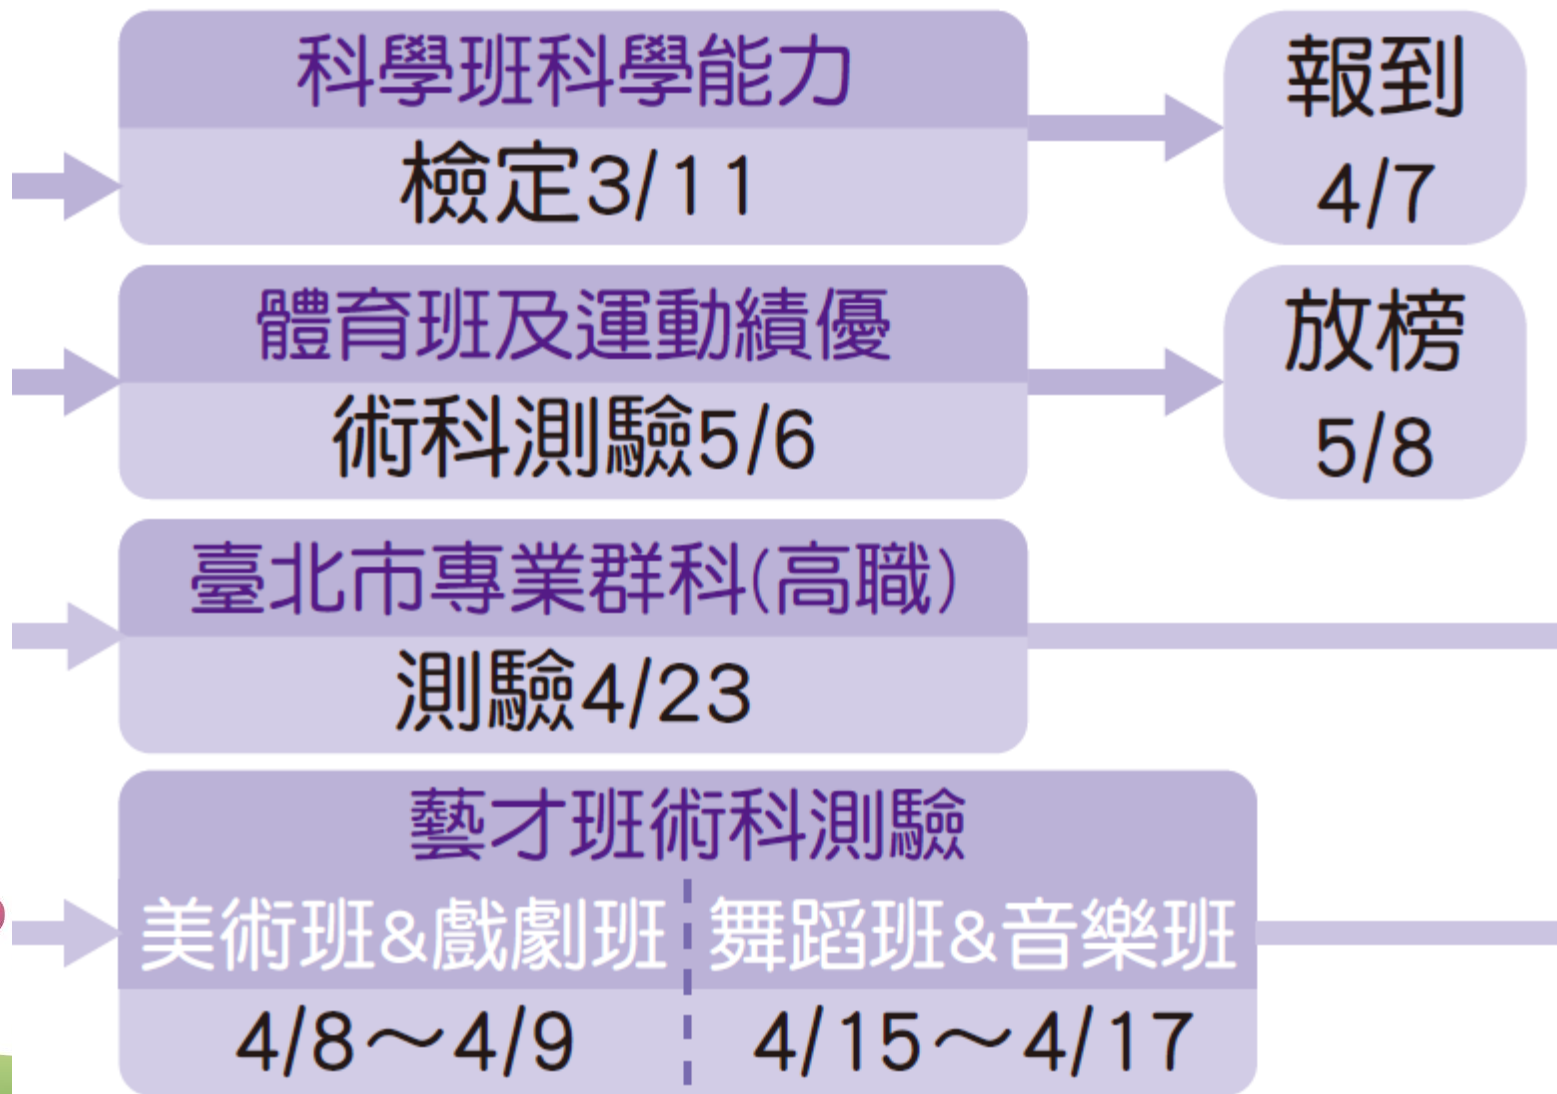 科學班科學能力
檢定3/11
報到
4/7
體育班及運動績優
術科測驗5/6
放榜
5/8
臺北市專業群科(高職)
測驗4/23
藝才班術科測驗
美術班&戲劇班
舞蹈班&音樂班
4/8～4/9
4/15～4/17